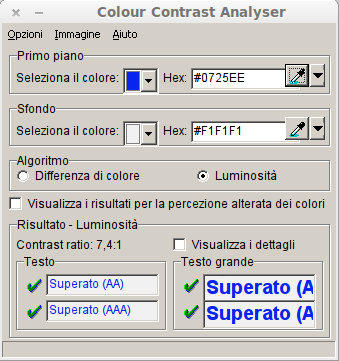 Colour Contrast Analyser
Opzioni Immagine Aiuto
Primo piano
Seleziona il colore: Hex: #0725EE
Sfondo
Seleziona il colore: Hex: #F1F1F1
Algoritmo
Differenza di colore Luminosità
Visualizza i risultati per la percezione alterata dei colori
Risultato - Luminosità
Contrast ratio: 7,4:1 Visualizza i dettagli
Testo Testo grande
Superato (AA) Superato (A
Superato (AAA) Superato (A